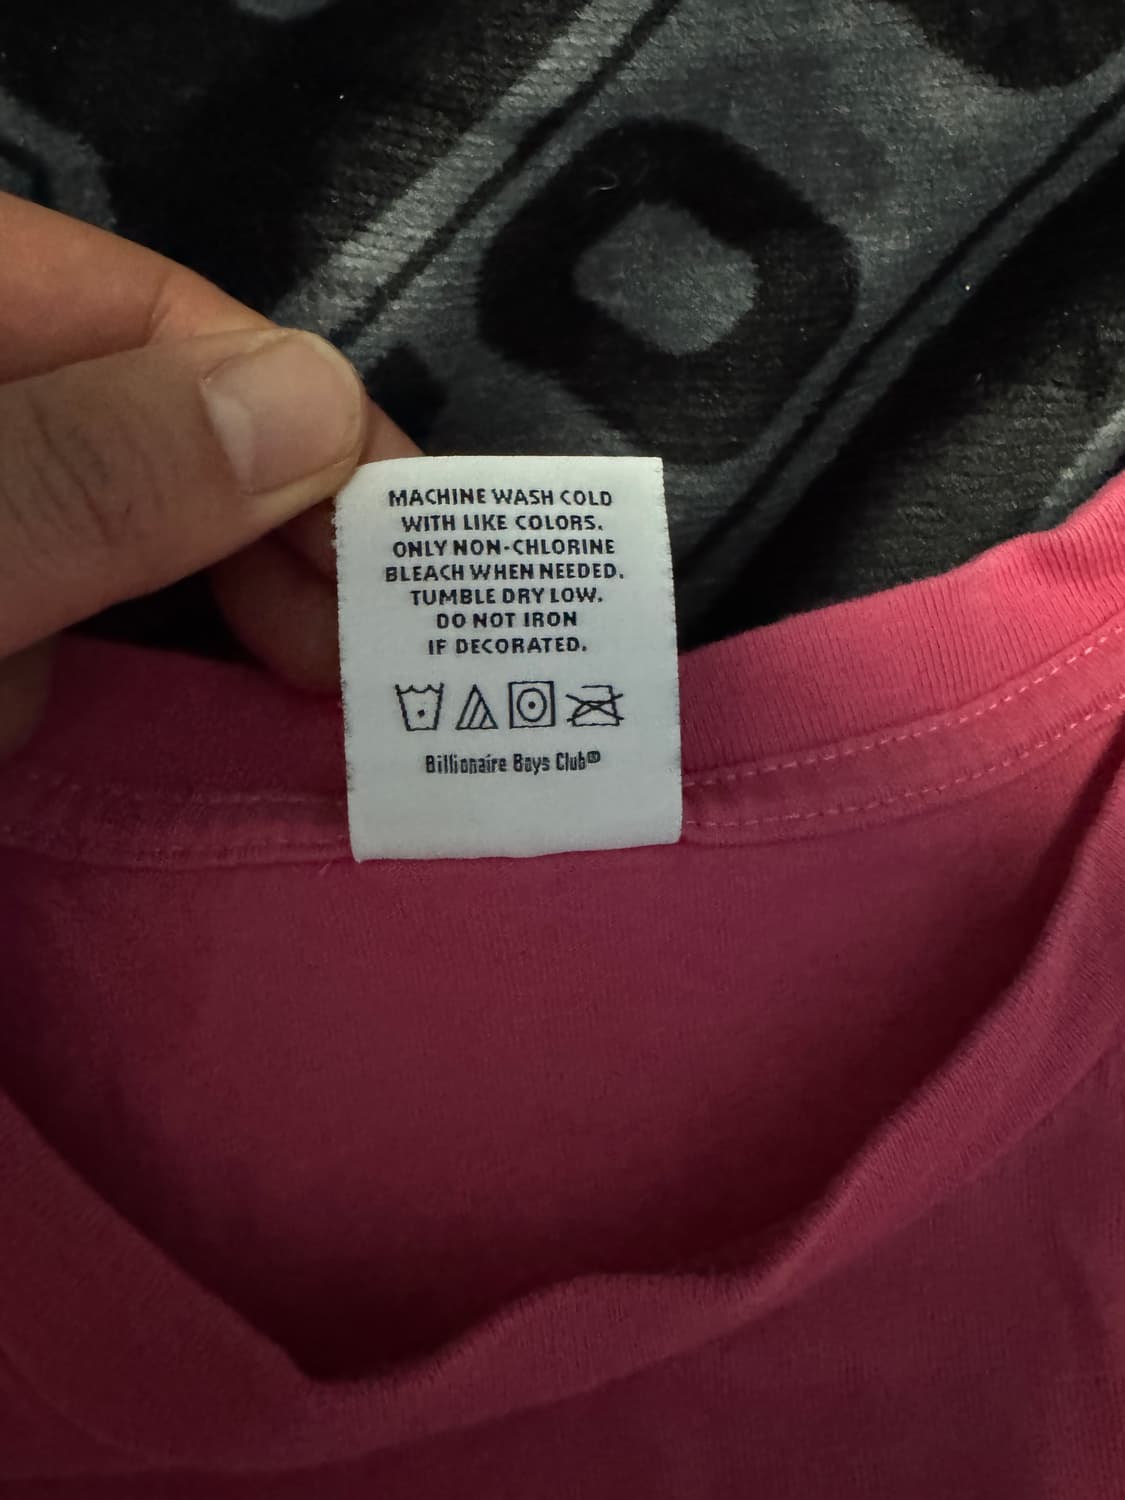 MACHINE WASH COLD
WITH LIKE COLORS.
ONLY NON-CHLORINE
BLEACH WHEN NEEDED.
TUMBLE DRY LOW.
DO NOT IRON
IF DECORATED.
Billionaire Boys Club®